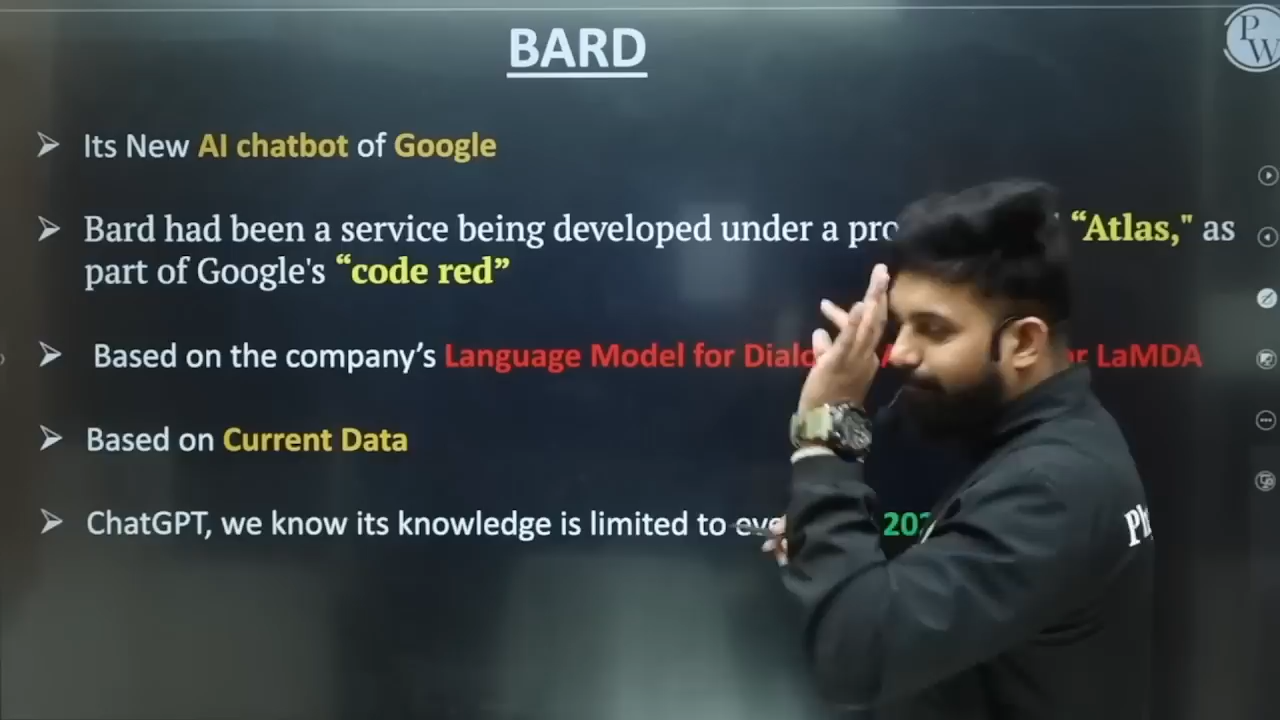 BARD
PW
Its New AI chatbot of Google
Bard had been a service being developed under a “Atlas," as
part of Google's “code red”
Based on the company’s Language Model for LaMDA
Based on Current Data
ChatGPT, we know its knowledge is limited to